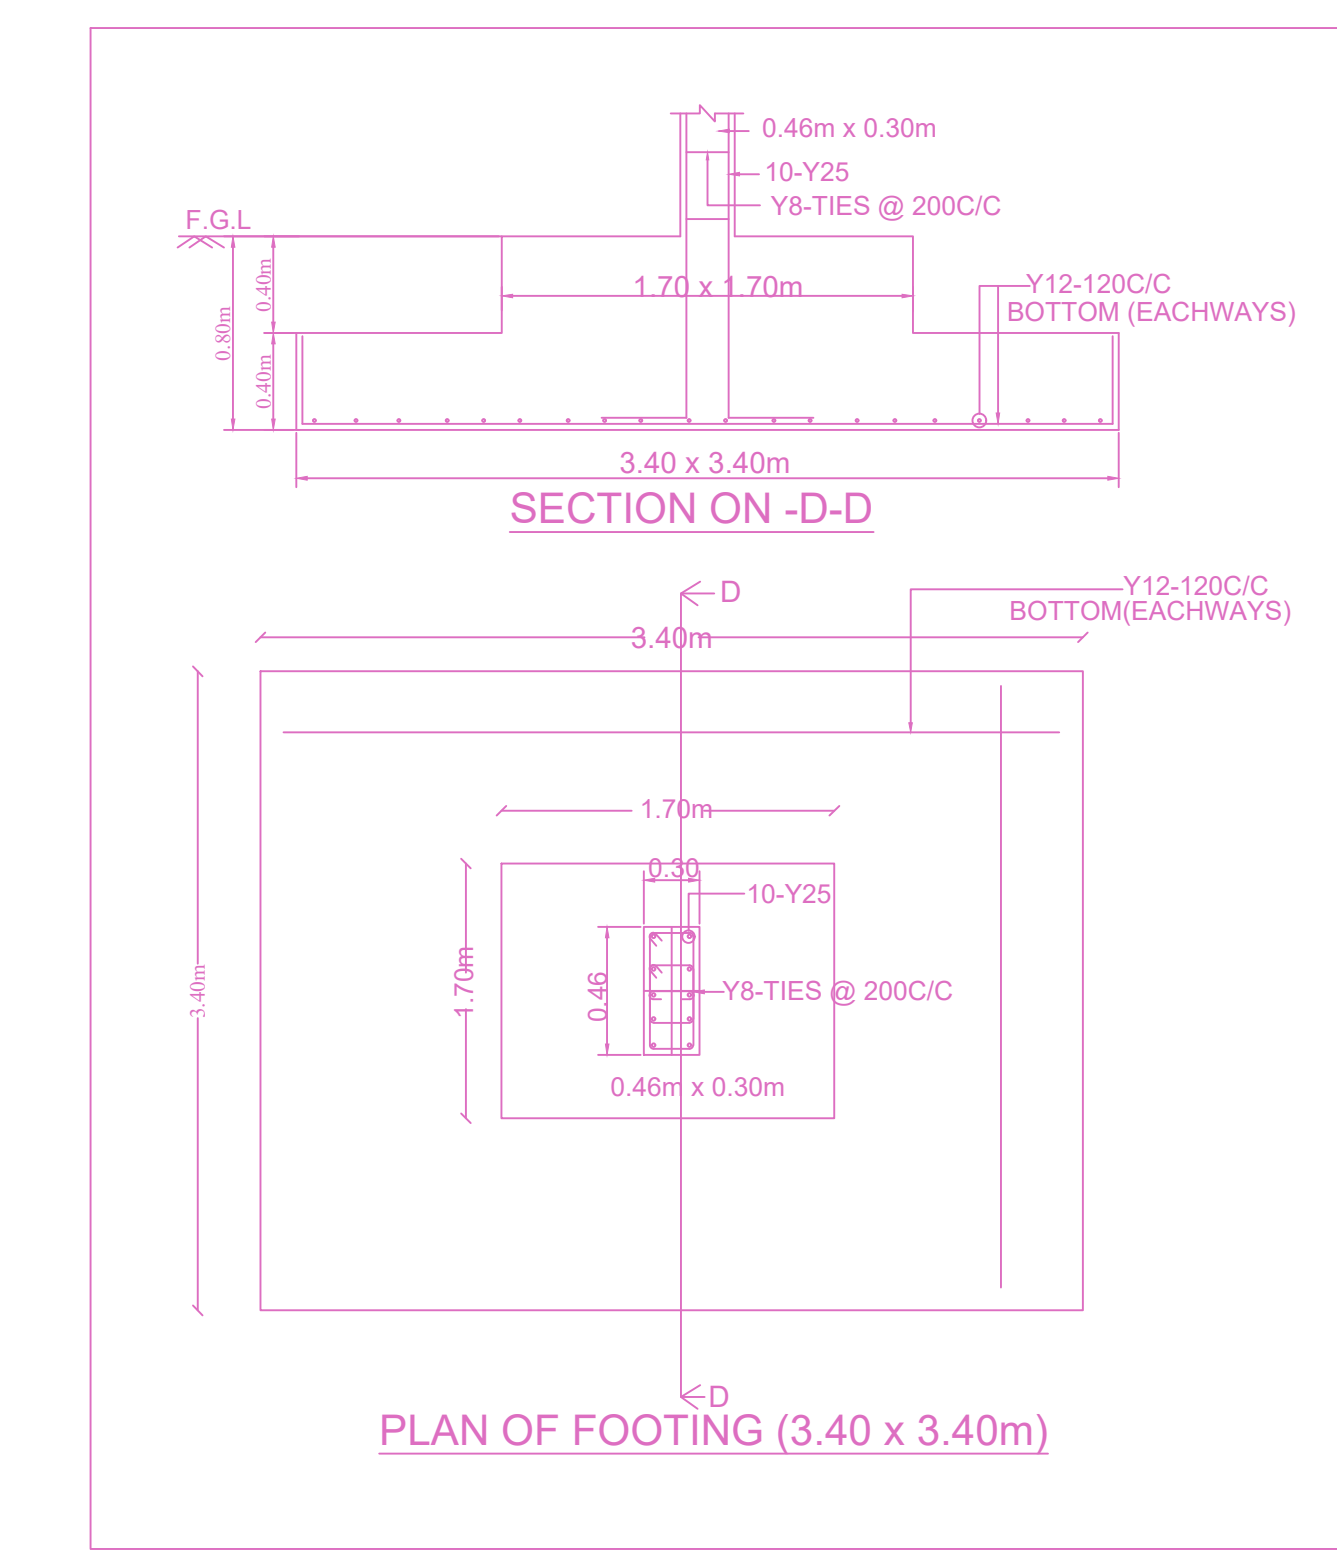 0.46m x 0.30m
10-Y25
Y8-TIES @ 200C/C
F.G.L
0.40m
0.80m
0.40m
1.70 x 1.70m
Y12-120C/C
BOTTOM (EACHWAYS)
3.40 x 3.40m
SECTION ON -D-D
D
Y12-120C/C
BOTTOM(EACHWAYS)
3.40m
1.70m
0.30
10-Y25
1.70m
3.40m
0.46
Y8-TIES @ 200C/C
0.46m x 0.30m
D
PLAN OF FOOTING (3.40 x 3.40m)